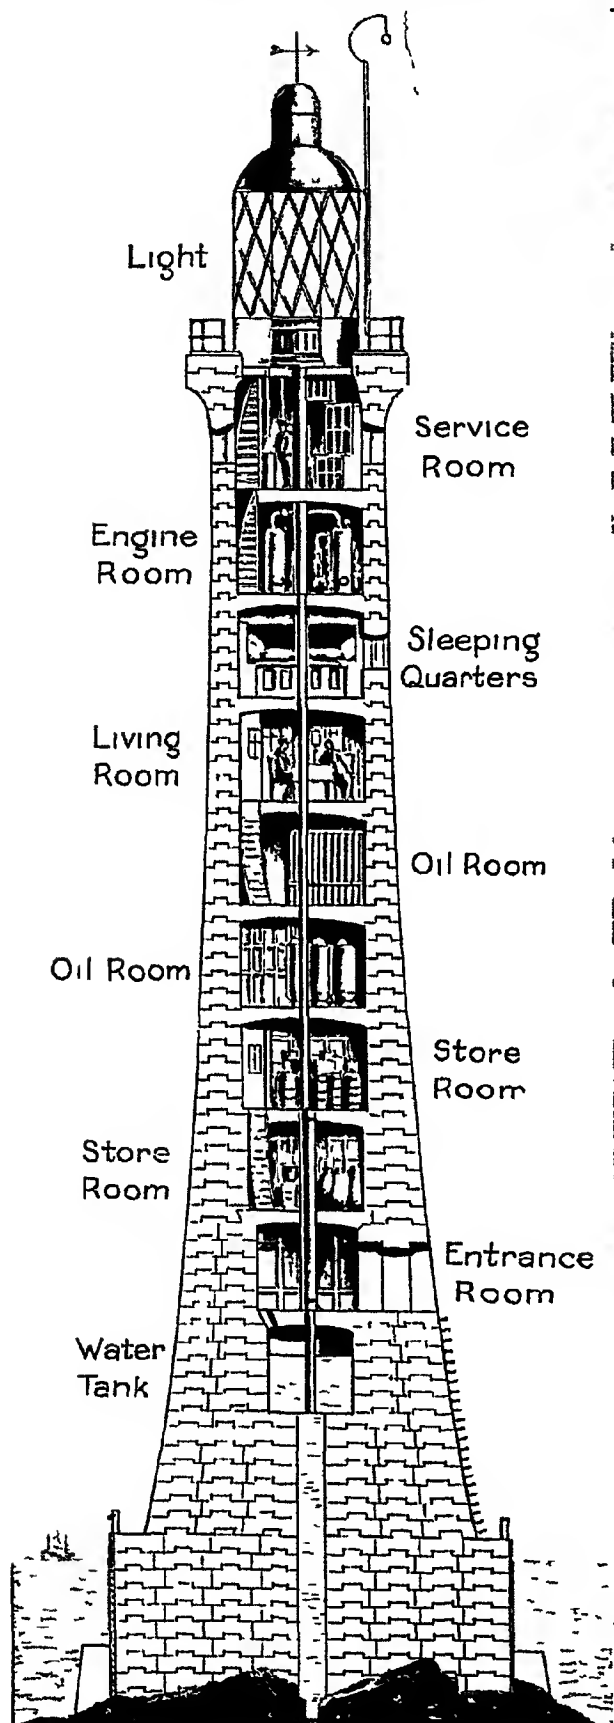 Light
Service
Room
Engine
Room
Sleeping
Quarters
Living
Room
Oil Room
Oil Room
Store
Room
Store
Room
Entrance
Room
Water
Tank